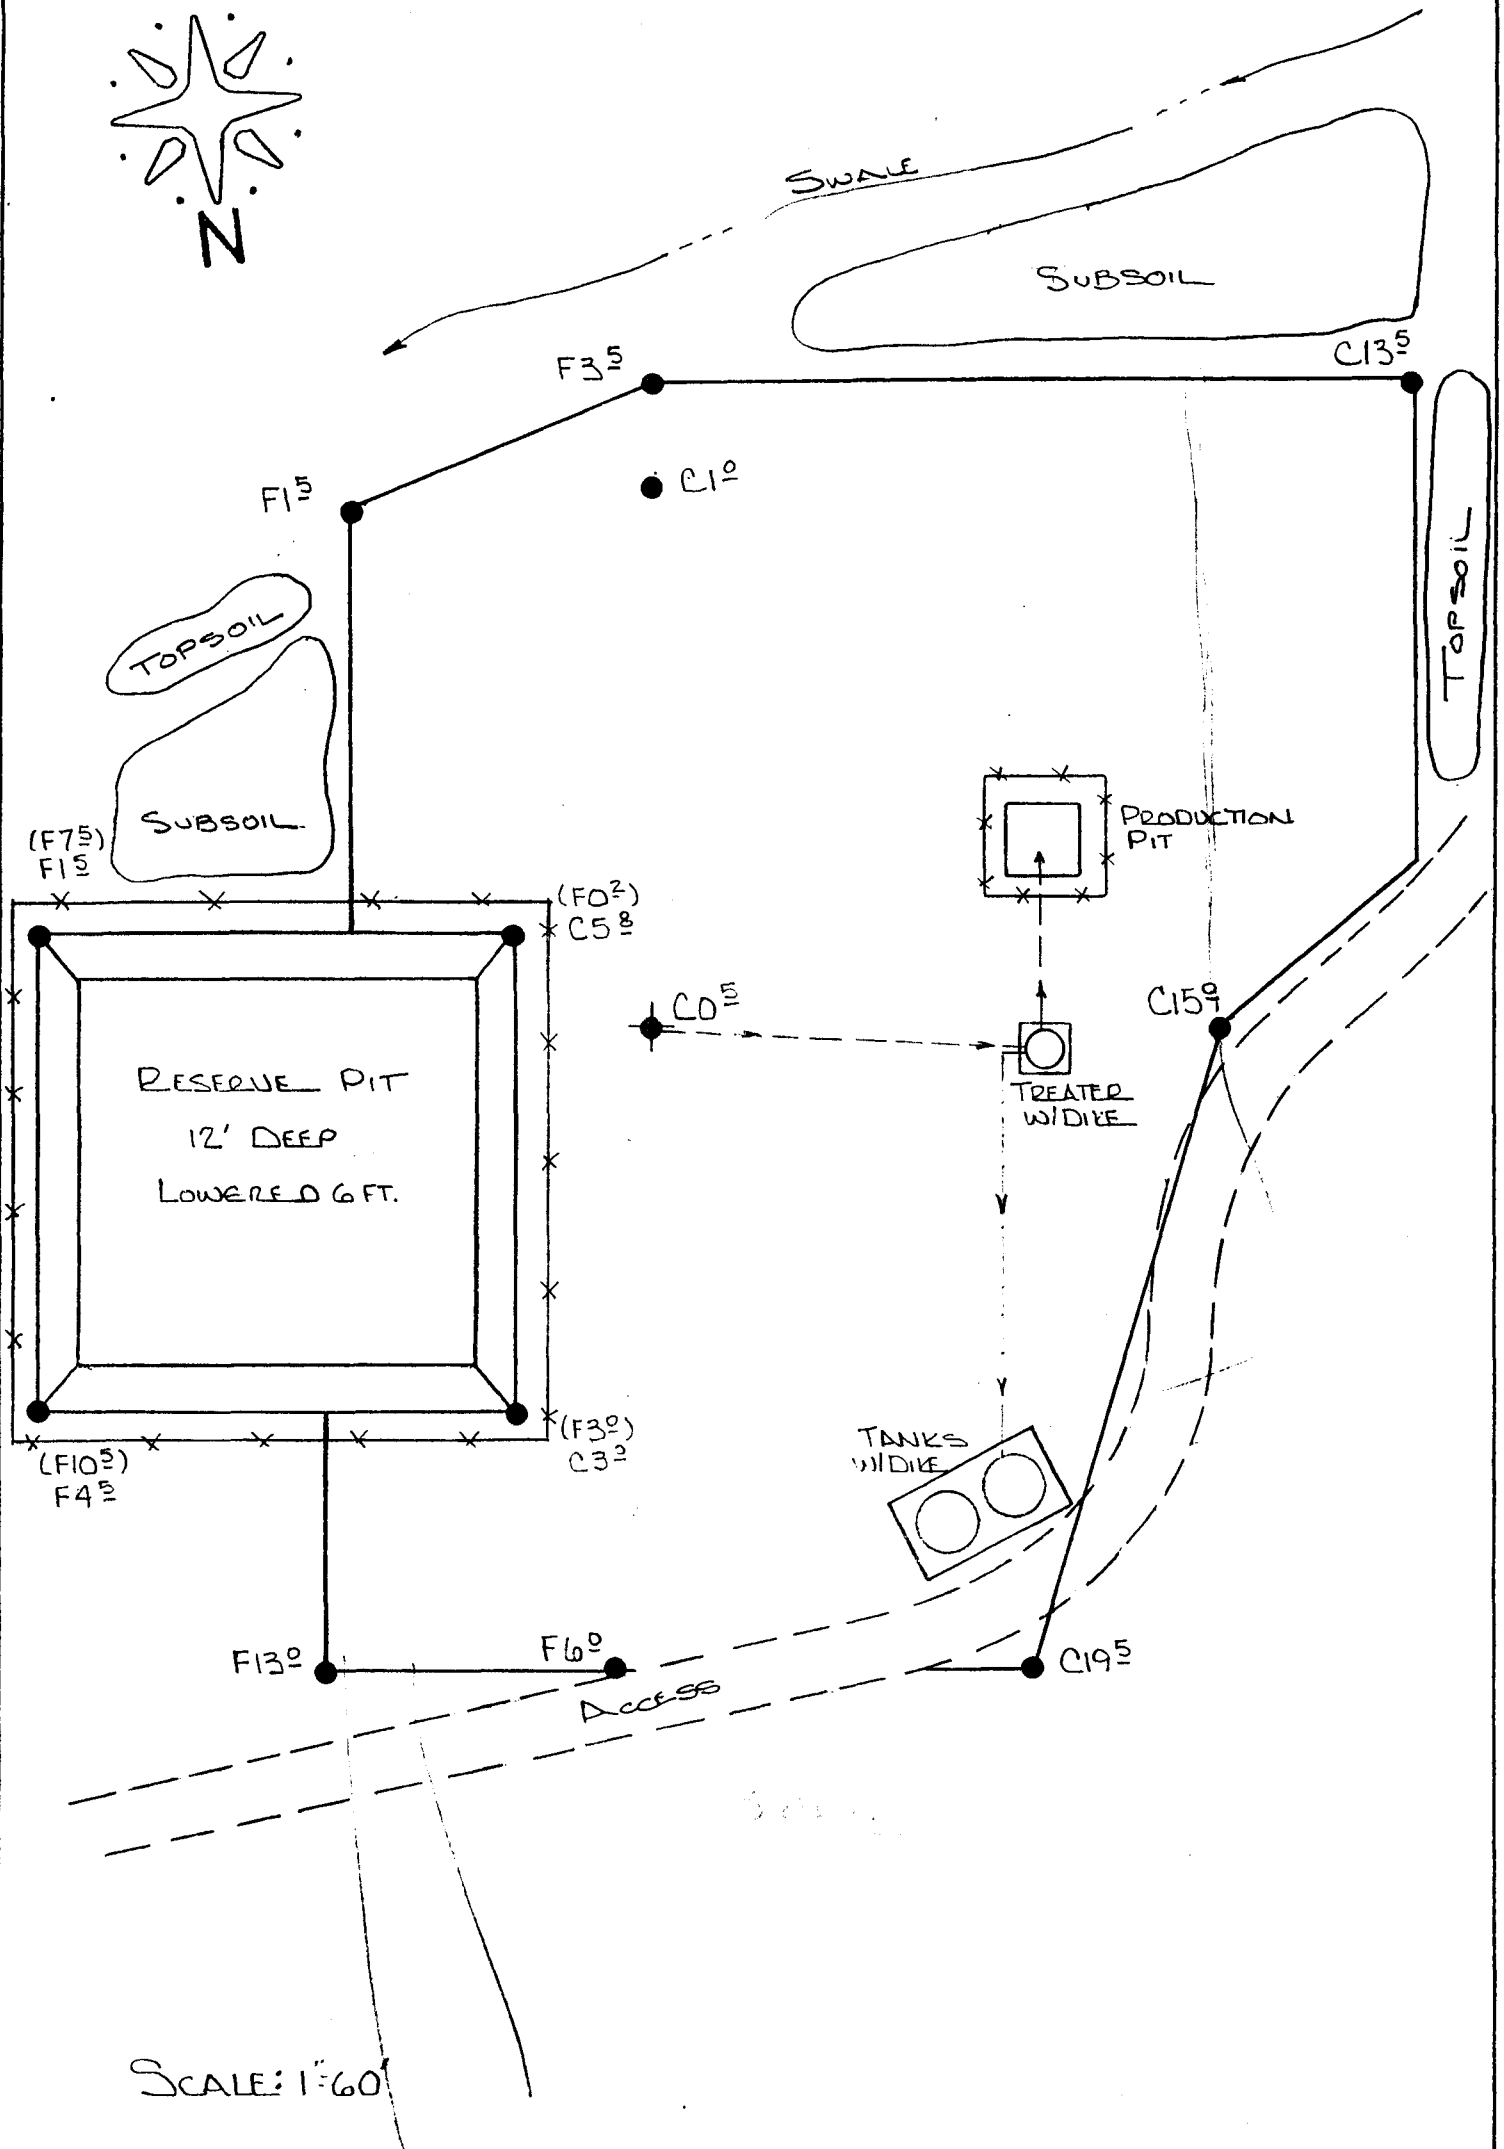 N
SWALE
SUBSOIL
F3 5
C13 5
F1 5
C1 0
TOPSOIL
TOPSOIL
SUBSOIL
PRODUCTION
PIT
(F7 5)
F1 5
(F0 2)
C5 8
C0 5
C15 9
RESERVE PIT
12' DEEP
LOWERED 6 FT.
TREATER
W/DIKE
(F3 0)
C3 0
TANKS
W/DIKE
(F10 5)
F4 5
F13 0
F6 0
C19 5
ACCESS
SCALE: 1"=60'